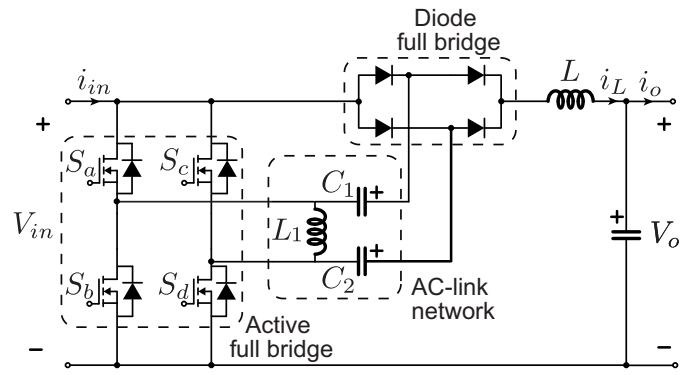 Diode
full bridge
i_in
L
i_L
i_o
+
+
S_a
S_c
C_1
+
V_in
L_1
+
V_o
+
S_b
S_d
C_2
AC-link
network
Active
full bridge
−
−